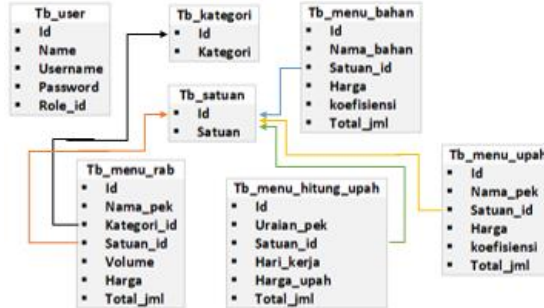 Tb_user
Id
Name
Username
Password
Role_id
Tb_kategori
Id
Kategori
Tb_menu_bahan
Id
Nama_bahan
Satuan_id
Harga
koefisiensi
Total_jml
Tb_satuan
Id
Satuan
Tb_menu_rab
Id
Nama_pek
Kategori_id
Satuan_id
Volume
Harga
Total_jml
Tb_menu_hitung_upah
Id
Uraian_pek
Satuan_id
Hari_kerja
Harga_upah
Total_jml
Tb_menu_upah
Id
Nama_pek
Satuan_id
Harga
koefisiensi
Total_jml